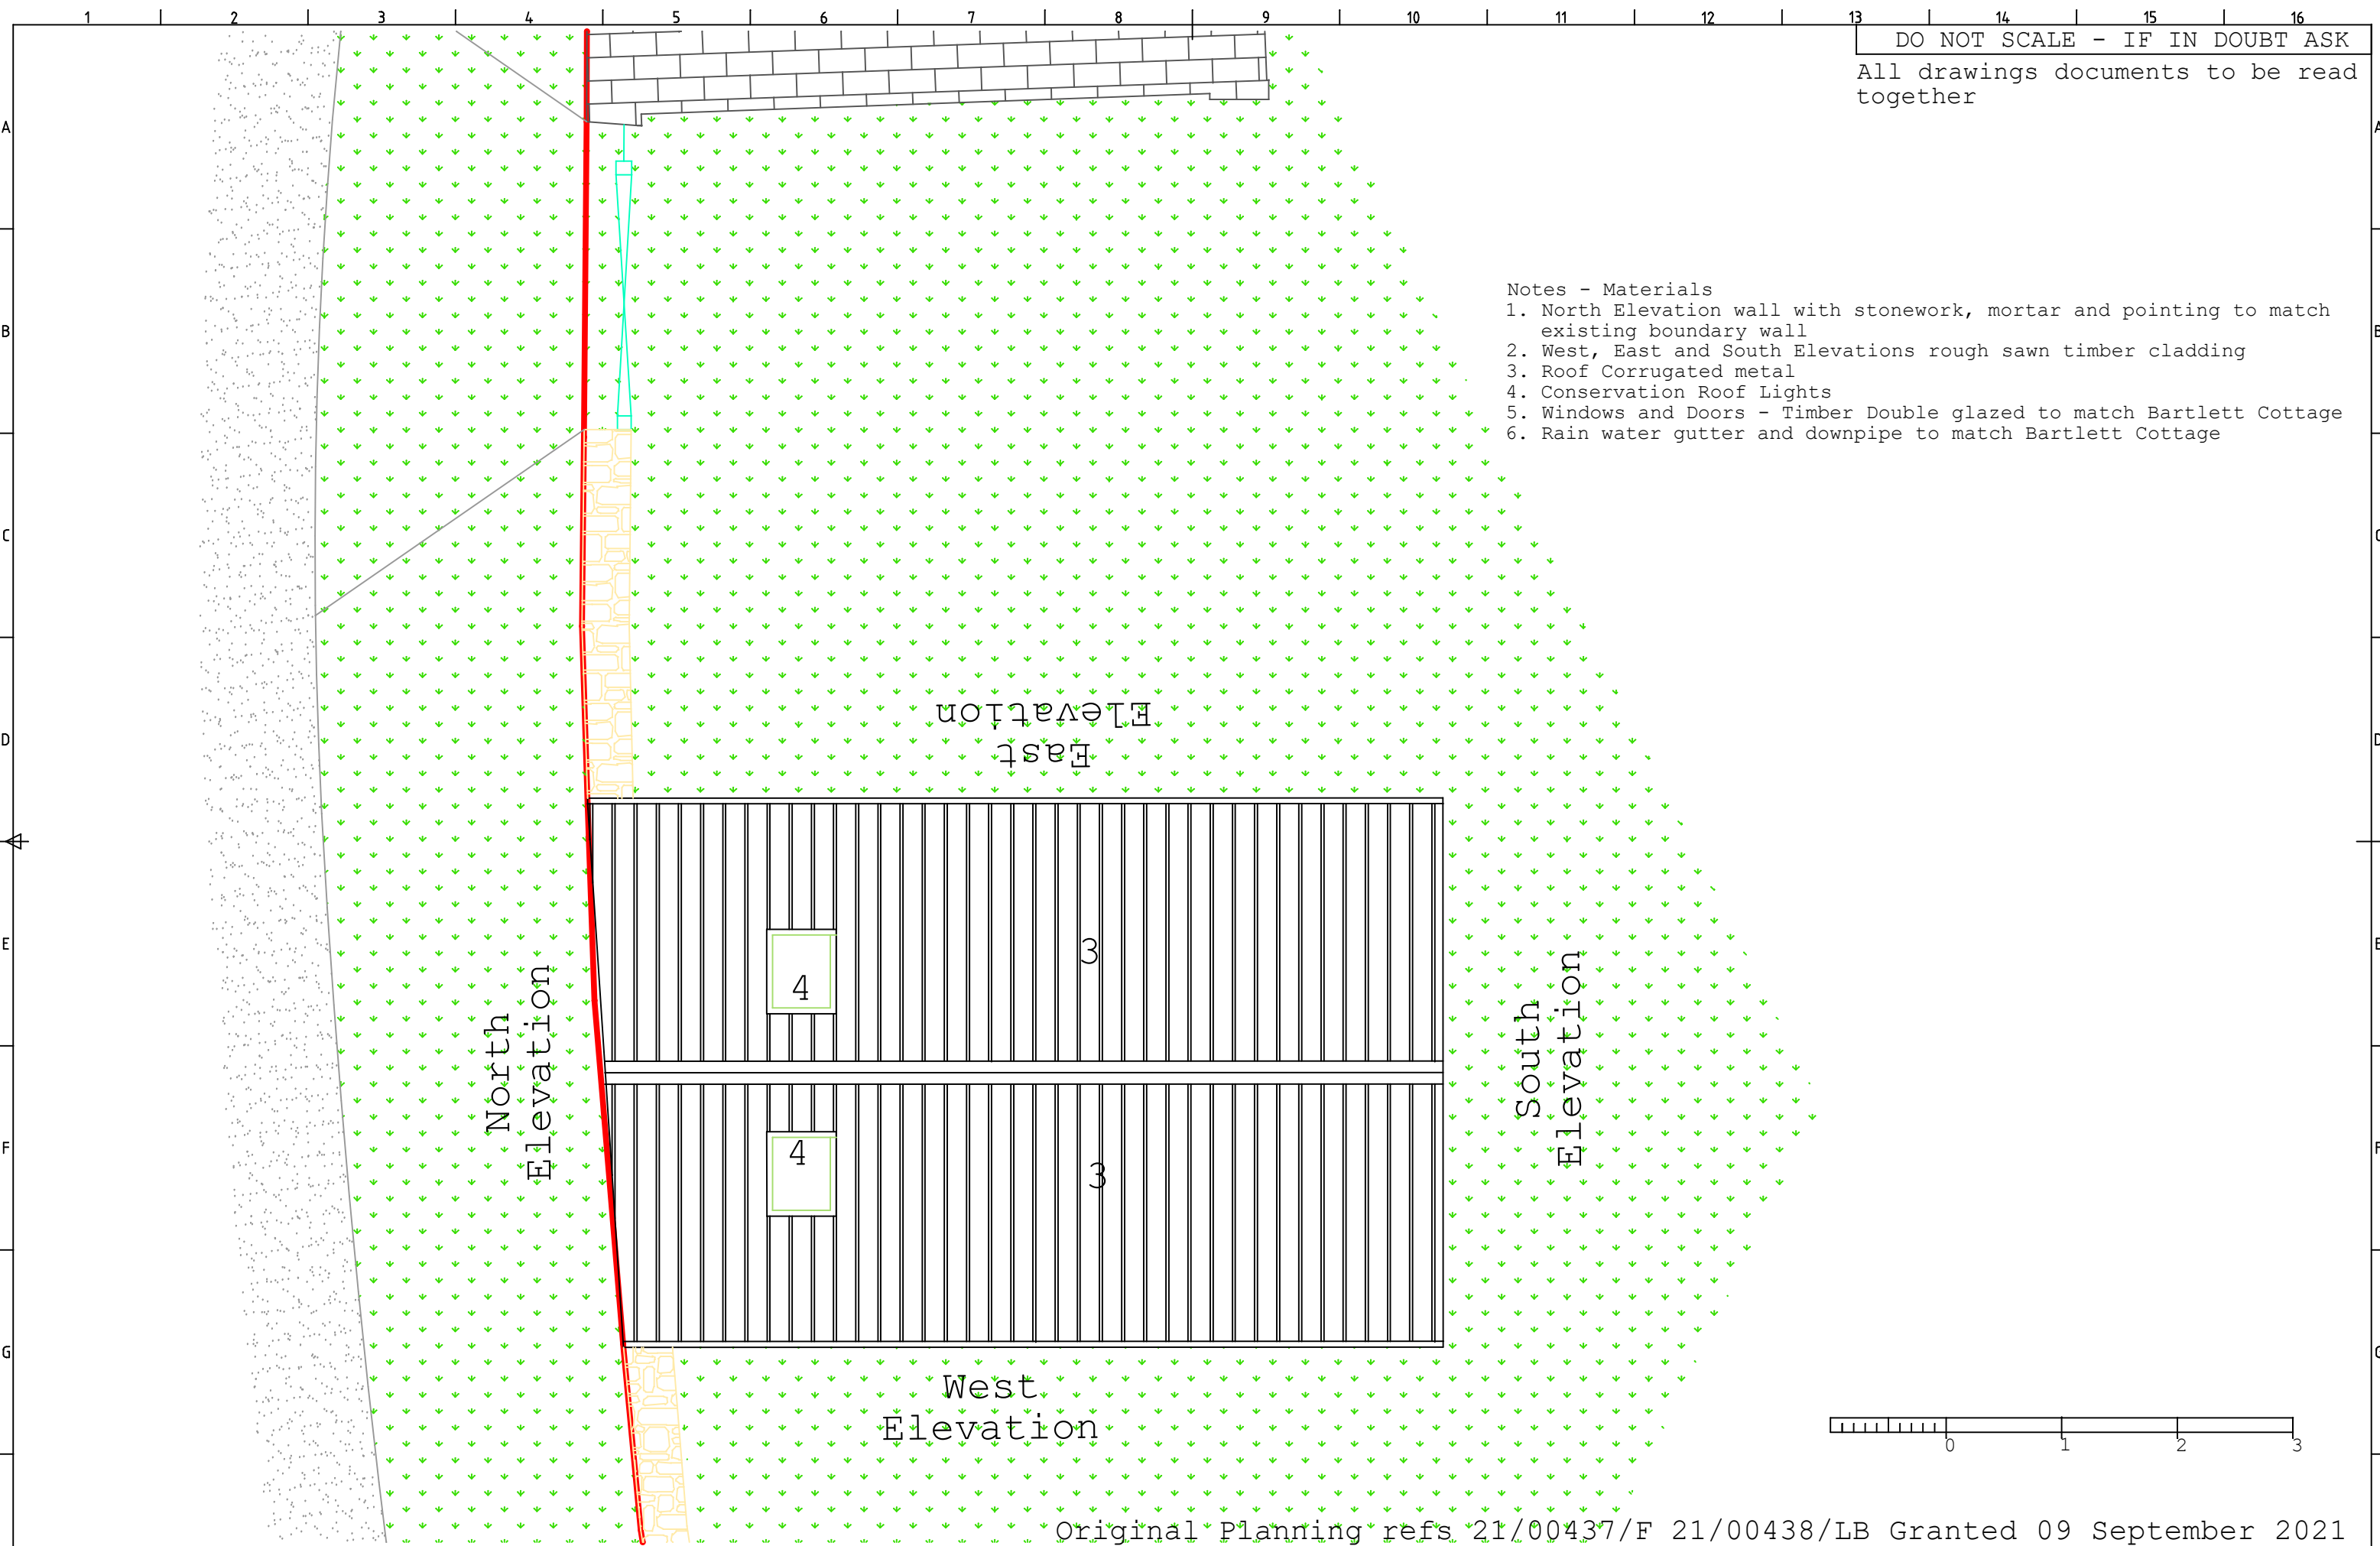 1 2 3 4 5 6 7 8 9 10 11 12 13 14 15 16
DO NOT SCALE - IF IN DOUBT ASK
All drawings documents to be read
together
A A
Notes - Materials
1. North Elevation wall with stonework, mortar and pointing to match
existing boundary wall
2. West, East and South Elevations rough sawn timber cladding
3. Roof Corrugated metal
4. Conservation Roof Lights
5. Windows and Doors - Timber Double glazed to match Bartlett Cottage
6. Rain water gutter and downpipe to match Bartlett Cottage
B B
C C
D D
East
Elevation
E E
3
4
North
Elevation
South
Elevation
F F
4
3
G G
West
Elevation
0 1 2 3
Original Planning refs 21/00437/F 21/00438/LB Granted 09 September 2021